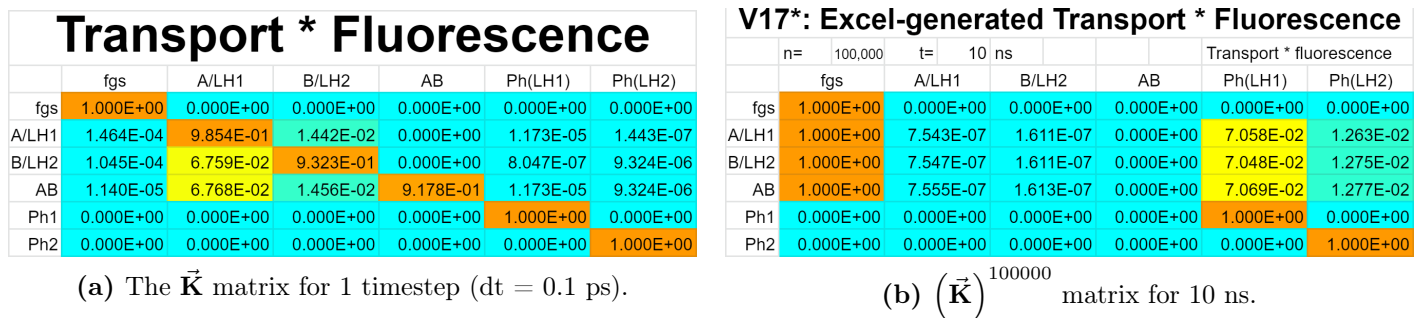 Transport * Fluorescence
fgs A/LH1 B/LH2 AB Ph(LH1) Ph(LH2)
fgs 1.000E+00 0.000E+00 0.000E+00 0.000E+00 0.000E+00 0.000E+00
A/LH1 1.464E-04 9.854E-01 1.442E-02 0.000E+00 1.173E-05 1.443E-07
B/LH2 1.045E-04 6.759E-02 9.323E-01 0.000E+00 8.047E-07 9.324E-06
AB 1.140E-05 6.768E-02 1.456E-02 9.178E-01 1.173E-05 9.324E-06
Ph1 0.000E+00 0.000E+00 0.000E+00 0.000E+00 1.000E+00 0.000E+00
Ph2 0.000E+00 0.000E+00 0.000E+00 0.000E+00 0.000E+00 1.000E+00
(a) The K⃗ matrix for 1 timestep (dt = 0.1 ps).
V17*: Excel-generated Transport * Fluorescence
n= 100,000 t= 10 ns Transport * fluorescence
fgs A/LH1 B/LH2 AB Ph(LH1) Ph(LH2)
fgs 1.000E+00 0.000E+00 0.000E+00 0.000E+00 0.000E+00 0.000E+00
A/LH1 1.000E+00 7.543E-07 1.611E-07 0.000E+00 7.058E-02 1.263E-02
B/LH2 1.000E+00 7.547E-07 1.611E-07 0.000E+00 7.048E-02 1.275E-02
AB 1.000E+00 7.555E-07 1.613E-07 0.000E+00 7.069E-02 1.277E-02
Ph1 0.000E+00 0.000E+00 0.000E+00 0.000E+00 1.000E+00 0.000E+00
Ph2 0.000E+00 0.000E+00 0.000E+00 0.000E+00 0.000E+00 1.000E+00
(b) (K⃗)^100000 matrix for 10 ns.